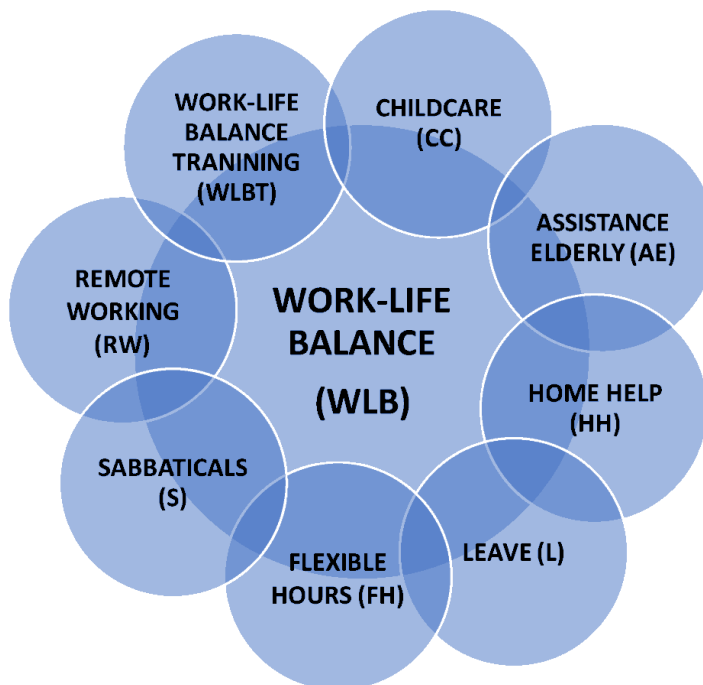 WORK-LIFE
BALANCE
TRANINING
(WLBT)
CHILDCARE
(CC)
ASSISTANCE
ELDERLY (AE)
REMOTE
WORKING
(RW)
WORK-LIFE
BALANCE
(WLB)
HOME HELP
(HH)
SABBATICALS
(S)
FLEXIBLE
HOURS (FH)
LEAVE (L)